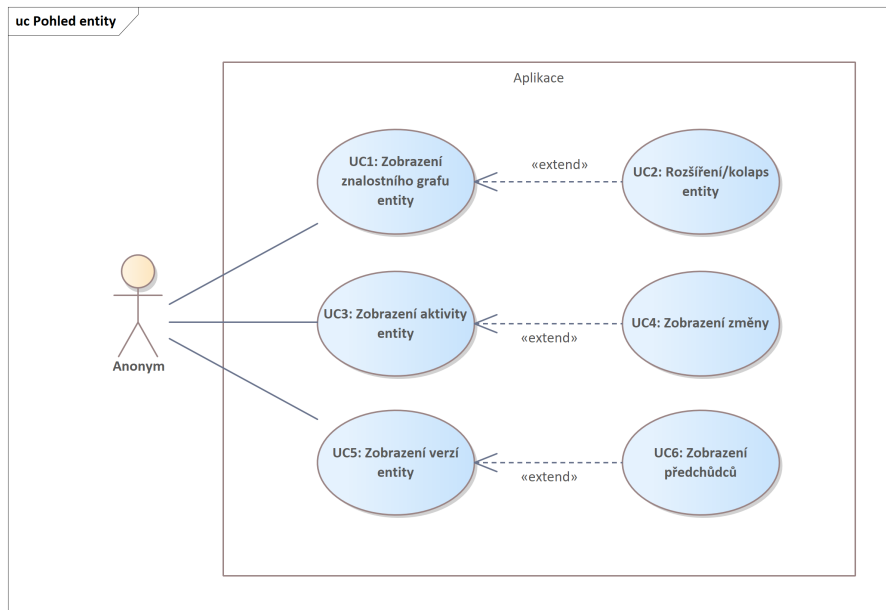 uc Pohled entity
Aplikace
UC1: Zobrazení
znalostního grafu
entity
«extend»
UC2: Rozšíření/kolaps
entity
UC3: Zobrazení aktivity
entity
«extend»
UC4: Zobrazení změny
Anonym
UC5: Zobrazení verzí
entity
«extend»
UC6: Zobrazení
předchůdců